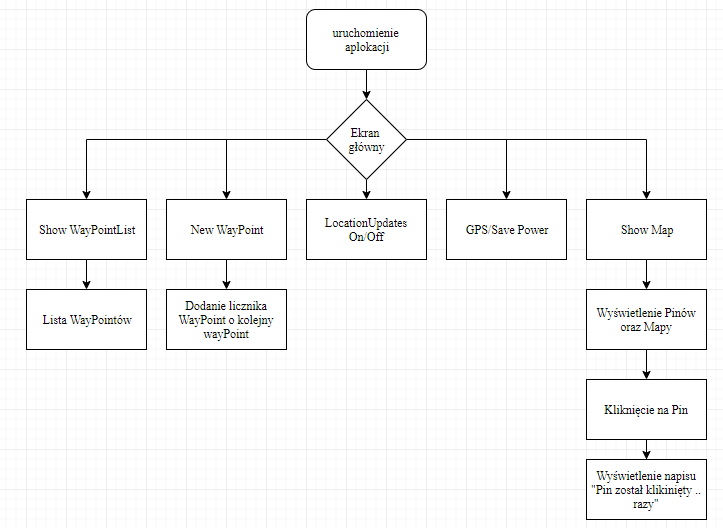 uruchomienie
aplokacji
Ekran
główny
Show WayPointList
New WayPoint
LocationUpdates
On/Off
GPS/Save Power
Show Map
Lista WayPointów
Dodanie licznika
WayPoint o kolejny
wayPoint
Wyświetlenie Pinów
oraz Mapy
Kliknięcie na Pin
Wyświetlenie napisu
"Pin został klikinięty ..
razy"